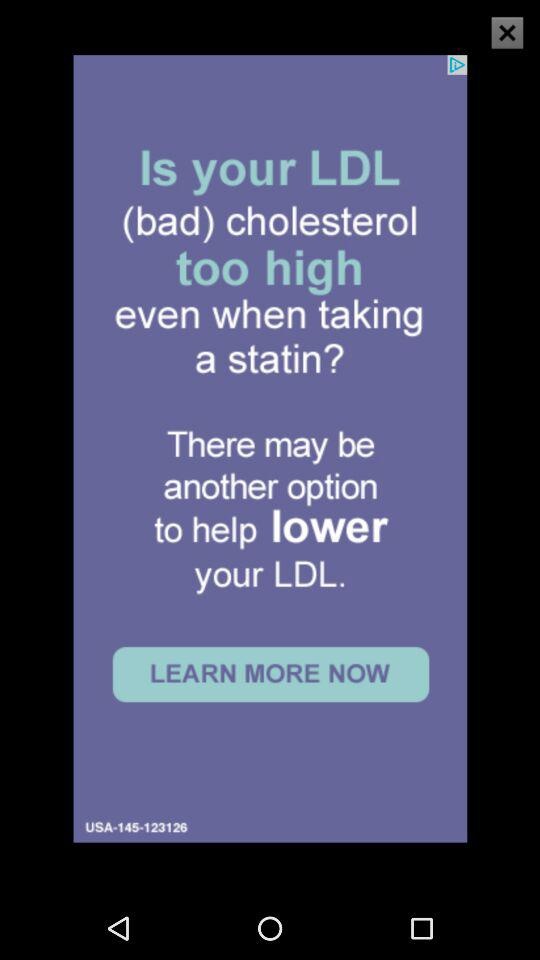 Is your LDL
(bad) cholesterol
too high
even when taking
a statin?
There may be
another option
to help lower
your LDL.
LEARN MORE NOW
USA-145-123126